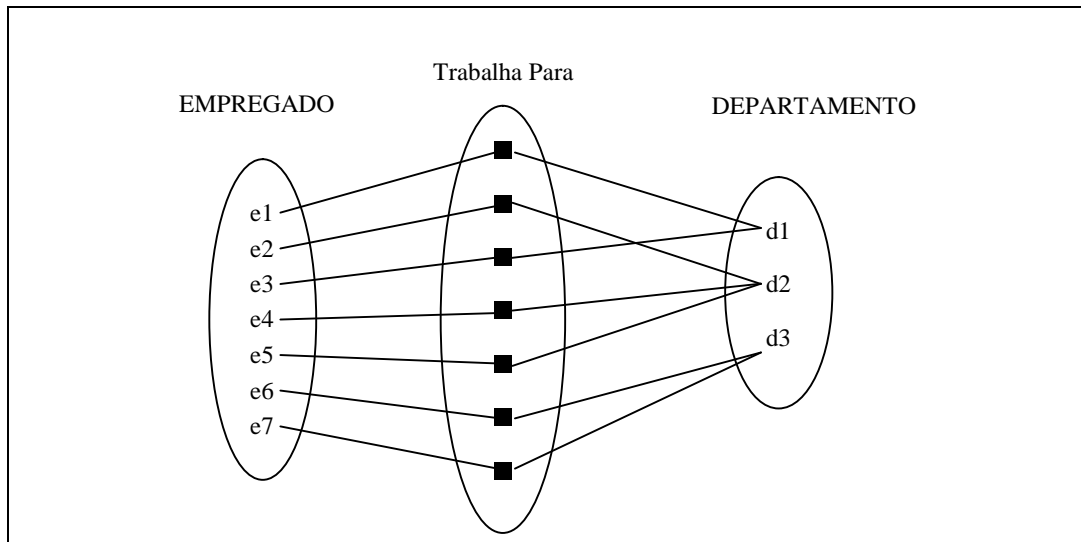 Trabalha Para
EMPREGADO
DEPARTAMENTO
e1
e2
e3
e4
e5
e6
e7
d1
d2
d3